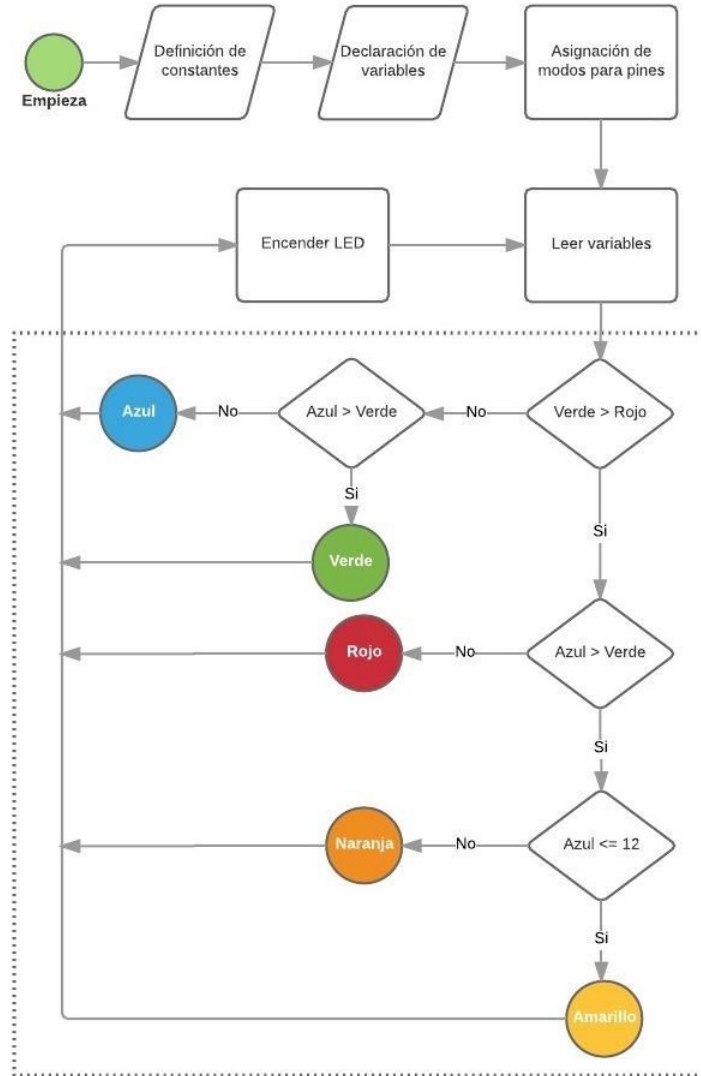 Empieza
Definición de
constantes
Declaración de
variables
Asignación de
modos para pines
Encender LED
Leer variables
Azul
No
Azul > Verde
No
Verde > Rojo
Si
Si
Verde
Rojo
No
Azul > Verde
Si
Naranja
No
Azul <= 12
Si
Amarillo